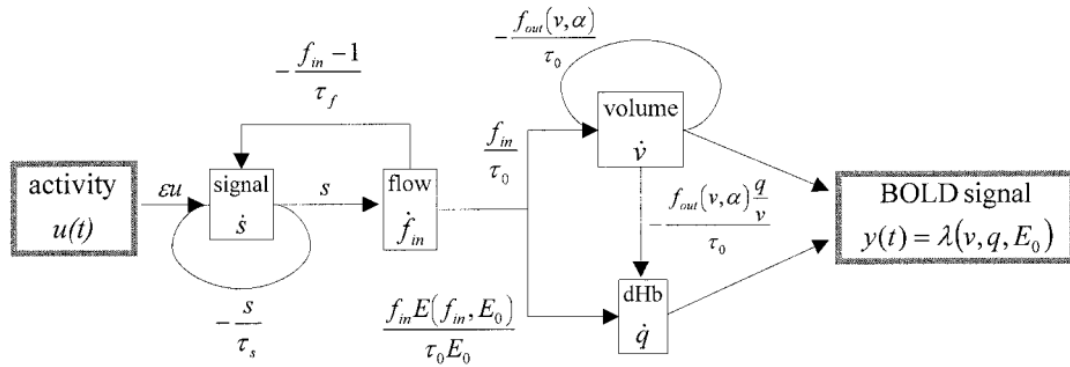 activity
u(t)
εu
signal
ṡ
-s/τ_s
s
-(f_in − 1)/τ_f
flow
ḟ_in
f_in/τ_0
f_in E(f_in, E_0)/τ_0 E_0
-f_out(v, α)/τ_0
volume
v̇
-f_out(v, α) q/v / τ_0
dHb
q̇
BOLD signal
y(t) = λ(v, q, E_0)